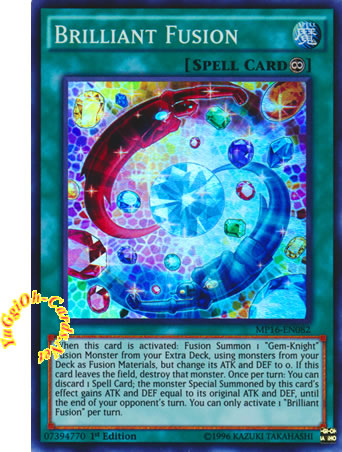 BRILLIANT FUSION
魔
[SPELL CARD]
MP16-EN082
When this card is activated: Fusion Summon 1 "Gem-Knight"
Fusion Monster from your Extra Deck, using monsters from your
Deck as Fusion Materials, but change its ATK and DEF to 0. If this
card leaves the field, destroy that monster. Once per turn: You can
discard 1 Spell Card; the monster Special Summoned by this card's
effect gains ATK and DEF equal to its original ATK and DEF, until
the end of your opponent's turn. You can only activate 1 "Brilliant
Fusion" per turn.
07394770 1st Edition ©1996 KAZUKI TAKAHASHI